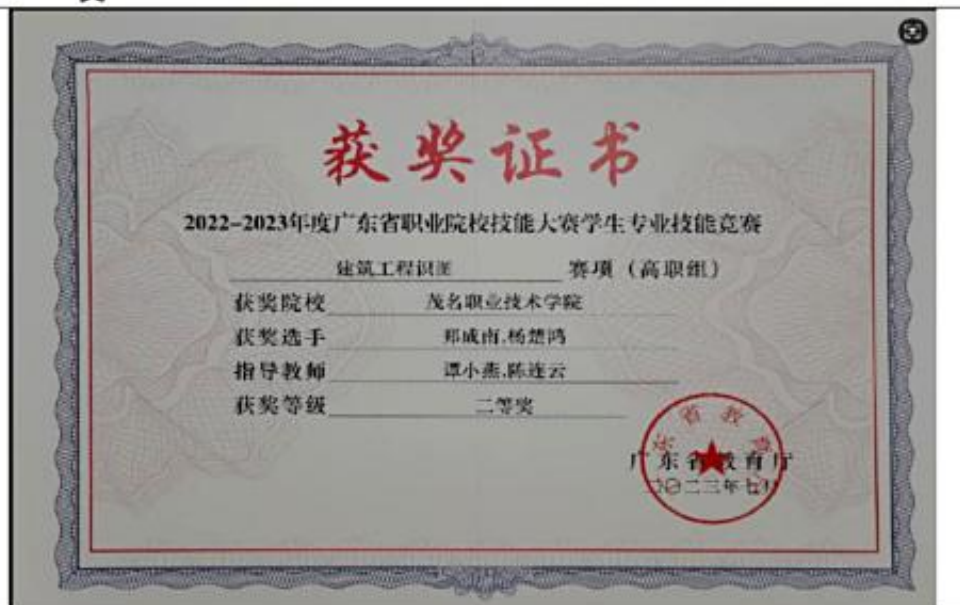 获奖证书
2022-2023年度广东省职业院校技能大赛学生专业技能竞赛
建筑工程识图 赛项（高职组）
获奖院校 茂名职业技术学院
获奖选手 郑成南,杨楚鸿
指导教师 谭小燕,陈连云
获奖等级 二等奖
广东省教育厅
二〇二三年七月